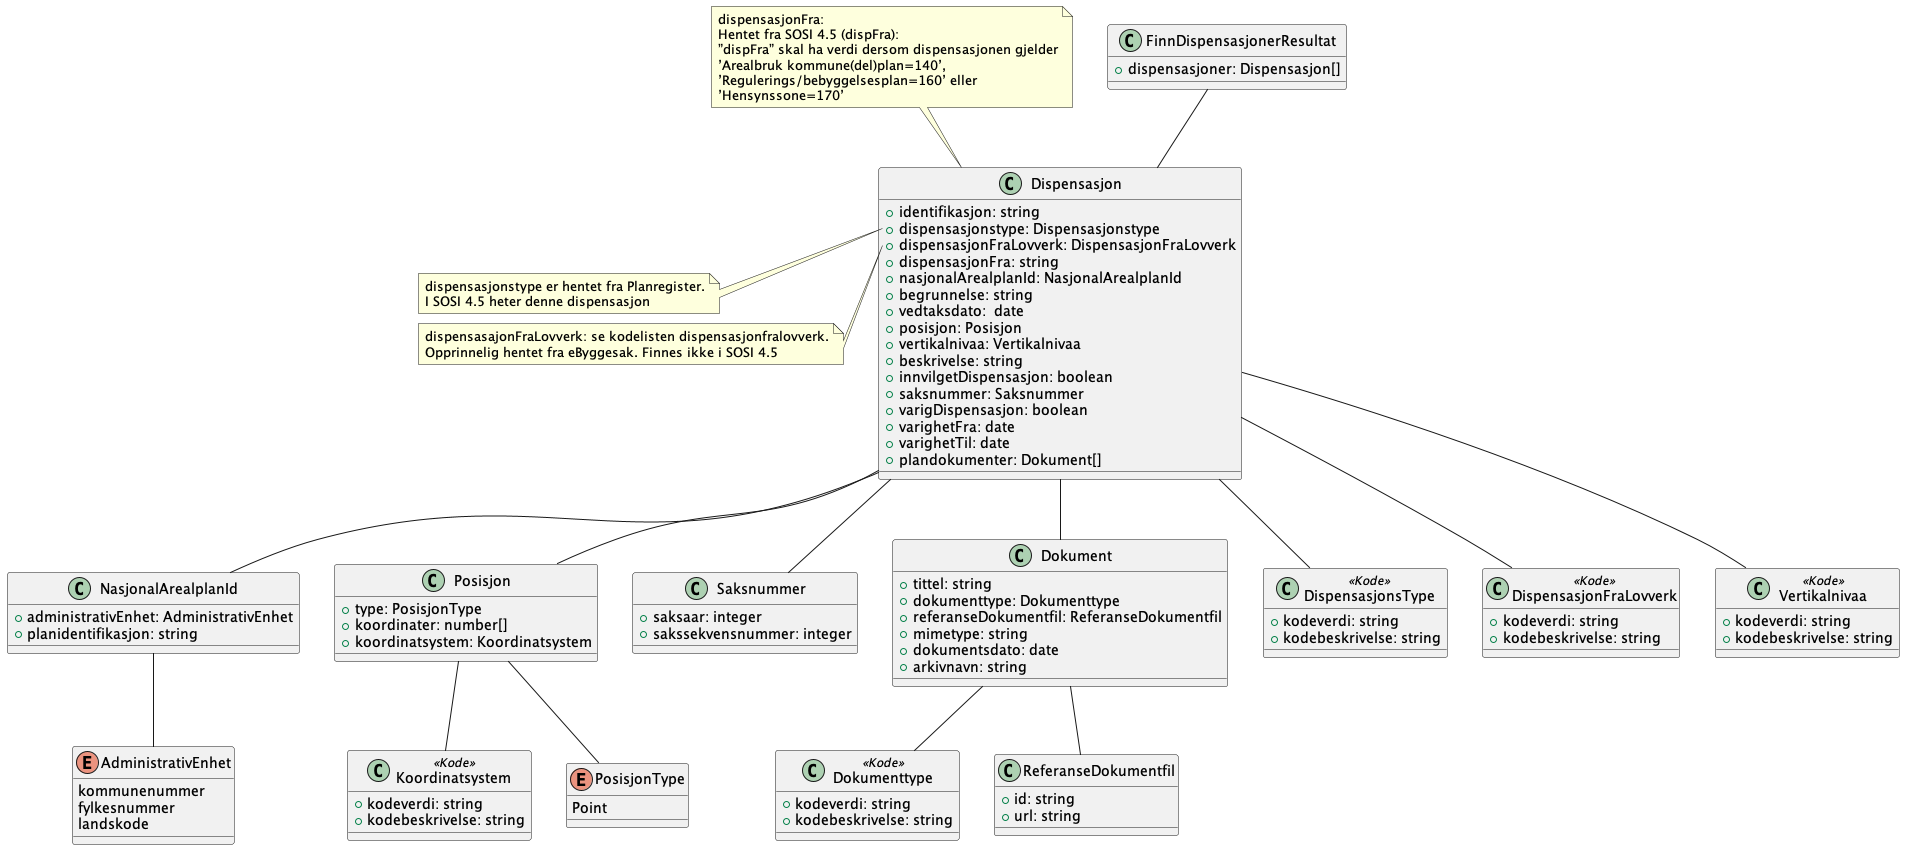 dispensasjonFra:
Hentet fra SOSI 4.5 (dispFra):
"dispFra" skal ha verdi dersom dispensasjonen gjelder
'Arealbruk kommune(del)plan=140',
'Regulerings/bebyggelsesplan=160' eller
'Hensynssone=170'
C FinnDispensasjonerResultat
dispensasjoner: Dispensasjon[]
C Dispensasjon
identifikasjon: string
dispensasjonstype: Dispensasjonstype
dispensasjonFraLovverk: DispensasjonFraLovverk
dispensasjonFra: string
nasjonalArealplanId: NasjonalArealplanId
begrunnelse: string
vedtaksdato:  date
posisjon: Posisjon
vertikalnivaa: Vertikalnivaa
beskrivelse: string
innvilgetDispensasjon: boolean
saksnummer: Saksnummer
varigDispensasjon: boolean
varighetFra: date
varighetTil: date
plandokumenter: Dokument[]
dispensasjonstype er hentet fra Planregister.
I SOSI 4.5 heter denne dispensasjon
dispensasajonFraLovverk: se kodelisten dispensasjonfralovverk.
Opprinnelig hentet fra eByggesak. Finnes ikke i SOSI 4.5
C NasjonalArealplanId
administrativEnhet: AdministrativEnhet
planidentifikasjon: string
C Posisjon
type: PosisjonType
koordinater: number[]
koordinatsystem: Koordinatsystem
C Saksnummer
saksaar: integer
sakssekvensnummer: integer
C Dokument
tittel: string
dokumenttype: Dokumenttype
referanseDokumentfil: ReferanseDokumentfil
mimetype: string
dokumentsdato: date
arkivnavn: string
«Kode»
C DispensasjonsType
kodeverdi: string
kodebeskrivelse: string
«Kode»
C DispensasjonFraLovverk
kodeverdi: string
kodebeskrivelse: string
«Kode»
C Vertikalnivaa
kodeverdi: string
kodebeskrivelse: string
E AdministrativEnhet
kommunenummer
fylkesnummer
landskode
«Kode»
C Koordinatsystem
kodeverdi: string
kodebeskrivelse: string
E PosisjonType
Point
«Kode»
C Dokumenttype
kodeverdi: string
kodebeskrivelse: string
C ReferanseDokumentfil
id: string
url: string